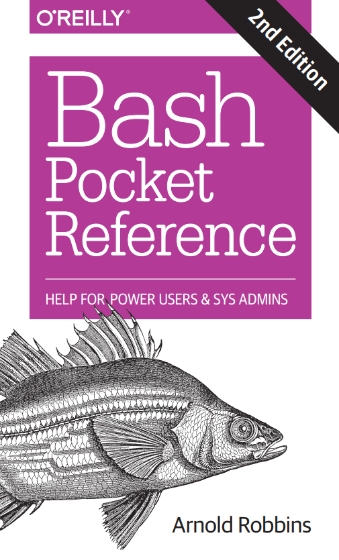 O'REILLY®
2nd Edition
Bash
Pocket
Reference
HELP FOR POWER USERS & SYS ADMINS
Arnold Robbins